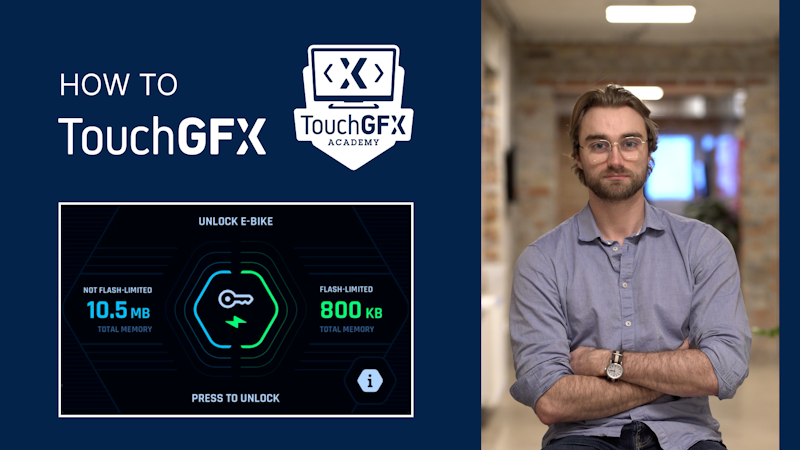 HOW TO
TouchGFX
<X>
TouchGFX
ACADEMY
UNLOCK E-BIKE
NOT FLASH-LIMITED
10.5 MB
TOTAL MEMORY
FLASH-LIMITED
800 KB
TOTAL MEMORY
i
PRESS TO UNLOCK